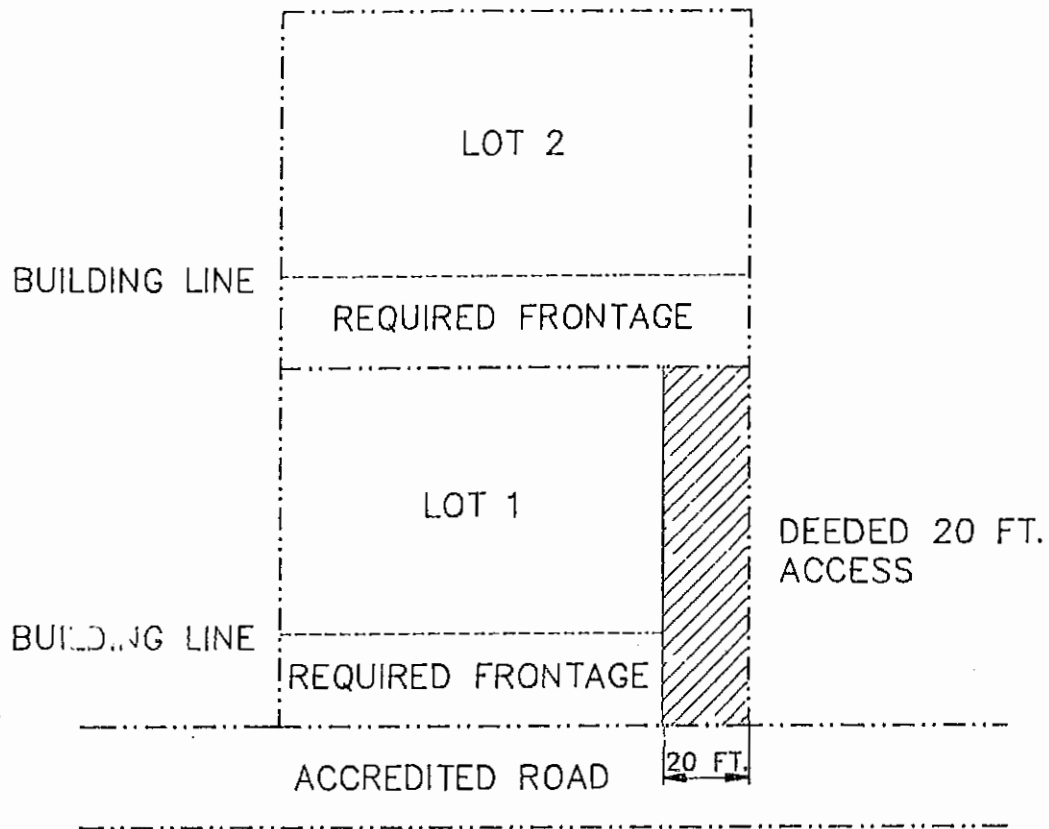 LOT 2
BUILDING LINE
REQUIRED FRONTAGE
LOT 1
DEEDED 20 FT.
ACCESS
BUILDING LINE
REQUIRED FRONTAGE
20 FT.
ACCREDITED ROAD